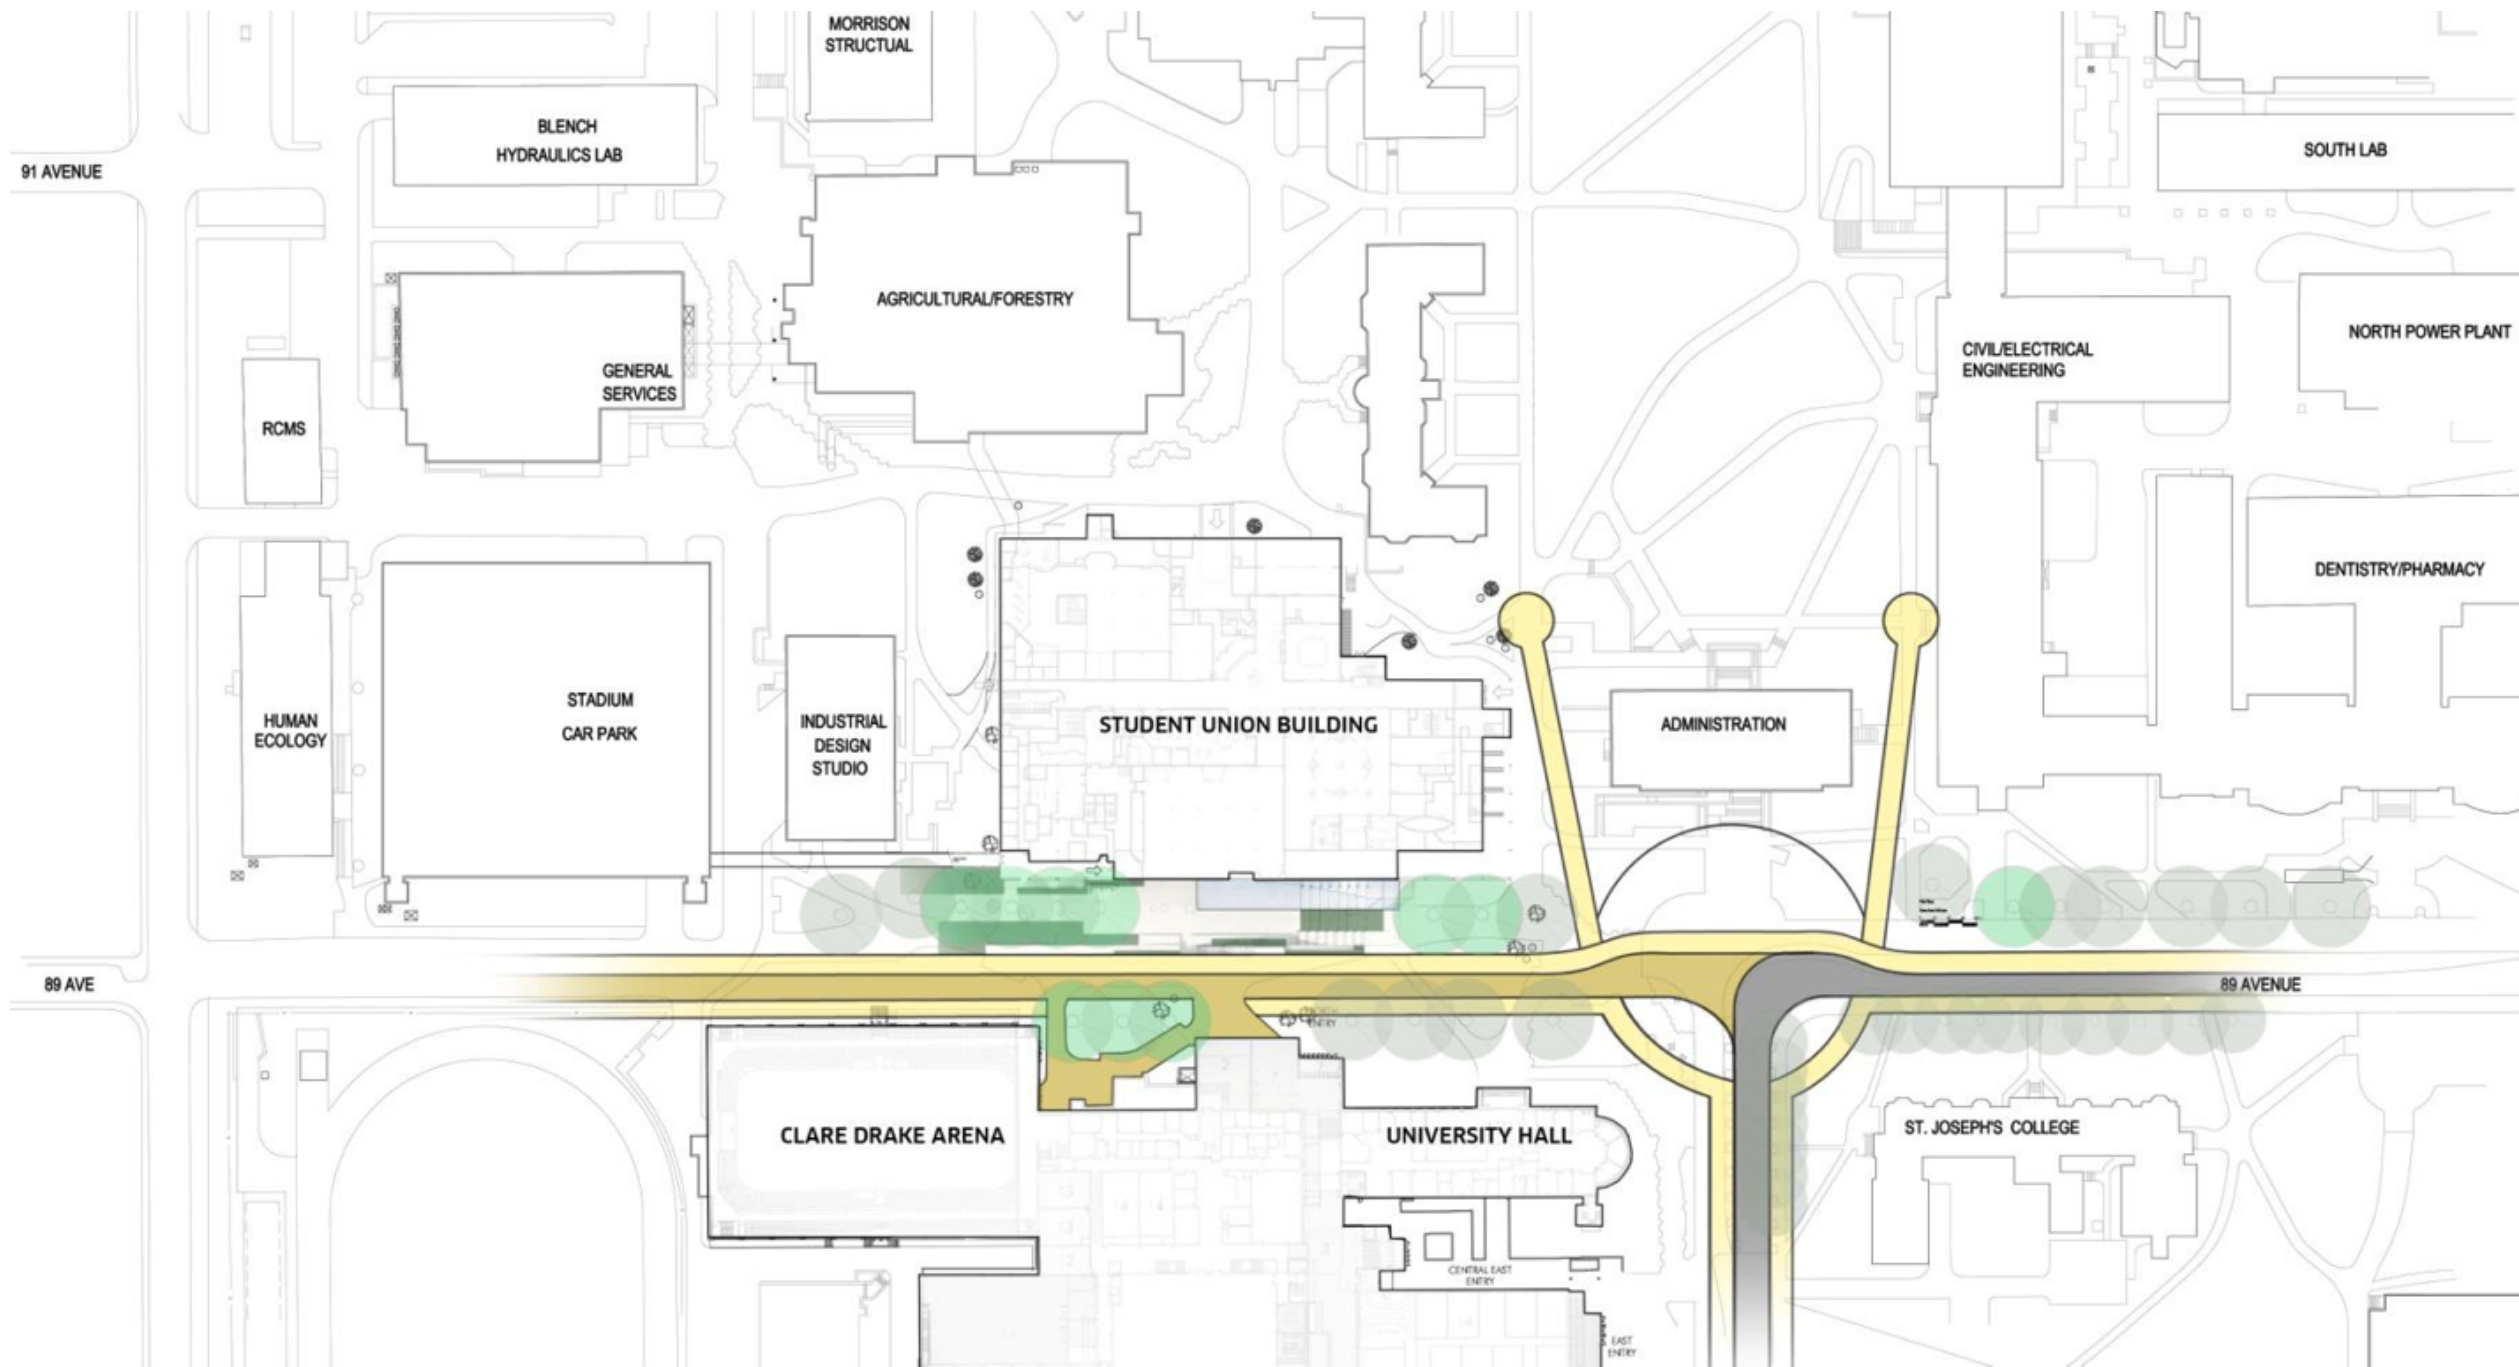 MORRISON
STRUCTUAL
BLENCH
HYDRAULICS LAB
91 AVENUE
SOUTH LAB
AGRICULTURAL/FORESTRY
NORTH POWER PLANT
CIVIL/ELECTRICAL
ENGINEERING
GENERAL
SERVICES
RCMS
DENTISTRY/PHARMACY
STADIUM
CAR PARK
HUMAN
ECOLOGY
INDUSTRIAL
DESIGN
STUDIO
STUDENT UNION BUILDING
ADMINISTRATION
89 AVE
89 AVENUE
ENTRY
CLARE DRAKE ARENA
UNIVERSITY HALL
ST. JOSEPH'S COLLEGE
CENTRAL EAST
ENTRY
EAST
ENTRY